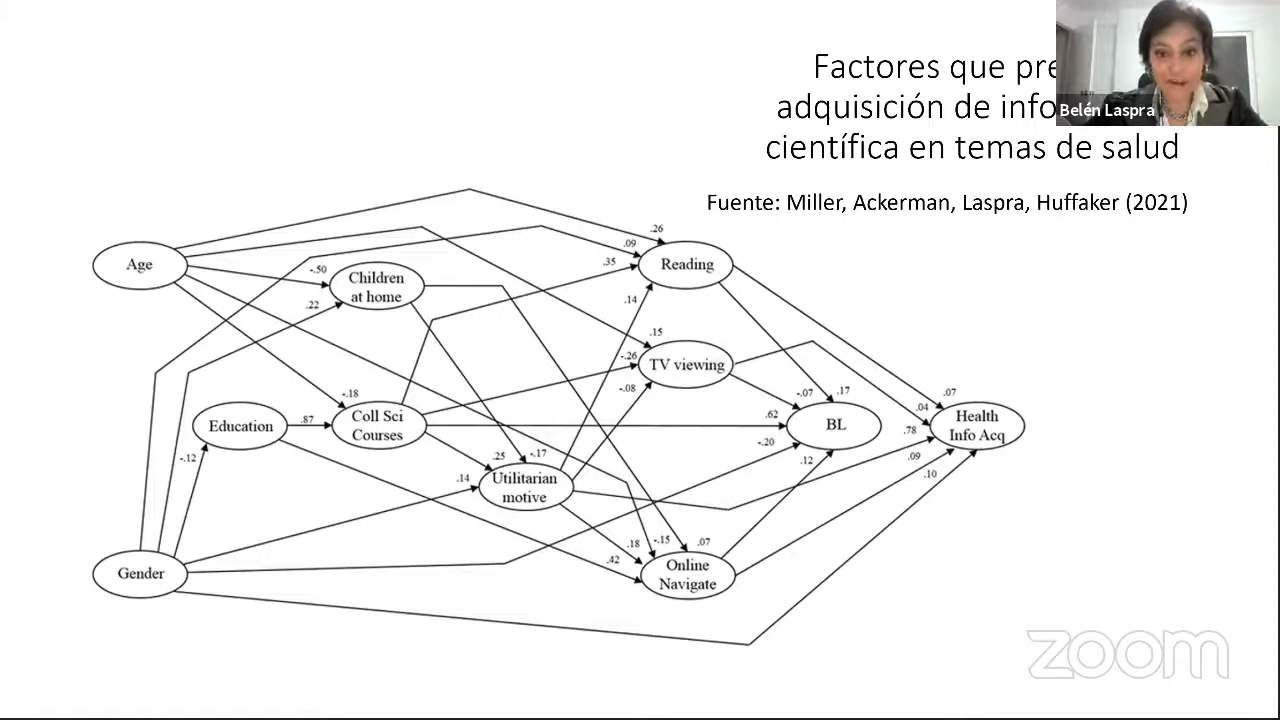 Factores que pre
adquisición de info
científica en temas de salud
Belén Laspra
Fuente: Miller, Ackerman, Laspra, Huffaker (2021)
.26
.09
.35
Age
Reading
-.50
Children
at home
.22
.14
.15
-.26
TV viewing
-.08
-.18
-.07
.17
.07
.04
Education
.87
Coll Sci
Courses
.62
BL
.78
Health
Info Acq
-.20
-.12
.25
-.17
.12
.09
.10
.14
Utilitarian
motive
.18
-.15
.07
.42
Gender
Online
Navigate
zoom